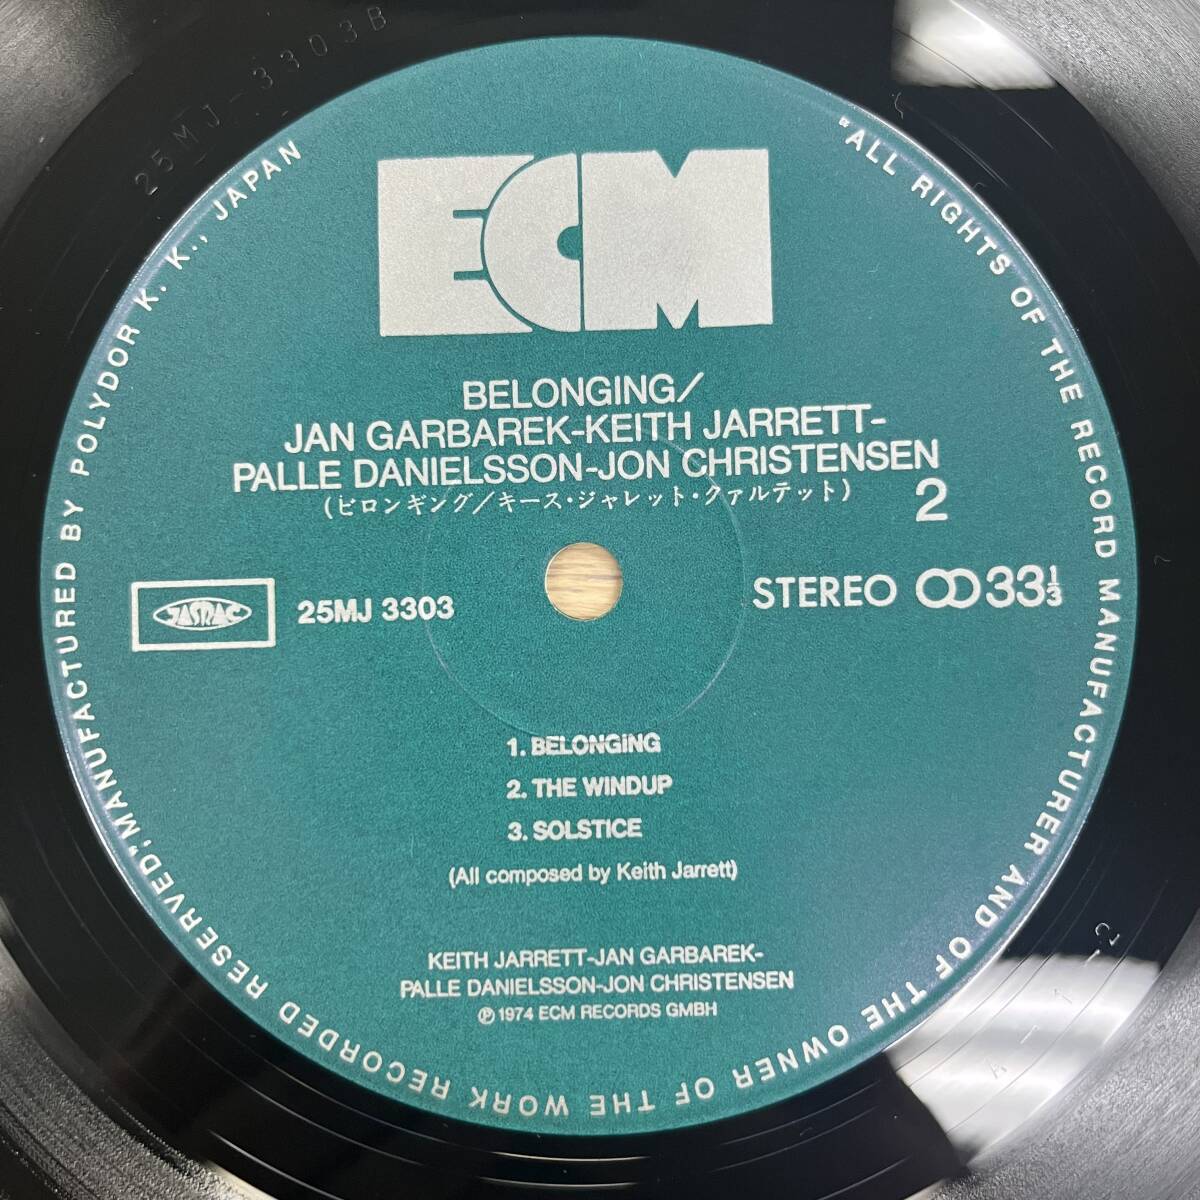 25MJ-3303B
ECM
BELONGING/
JAN GARBAREK-KEITH JARRETT-
PALLE DANIELSSON-JON CHRISTENSEN
(ビロンギング/キース・ジャレット・クァルテット)
2
JASRAC
25MJ 3303
STEREO 33⅓
1. BELONGING
2. THE WINDUP
3. SOLSTICE
(All composed by Keith Jarrett)
KEITH JARRETT-JAN GARBAREK-
PALLE DANIELSSON-JON CHRISTENSEN
℗ 1974 ECM RECORDS GMBH
"ALL RIGHTS OF THE RECORD MANUFACTURER AND OF THE OWNER OF THE WORK RECORDED RESERVED." MANUFACTURED BY POLYDOR K. K., JAPAN